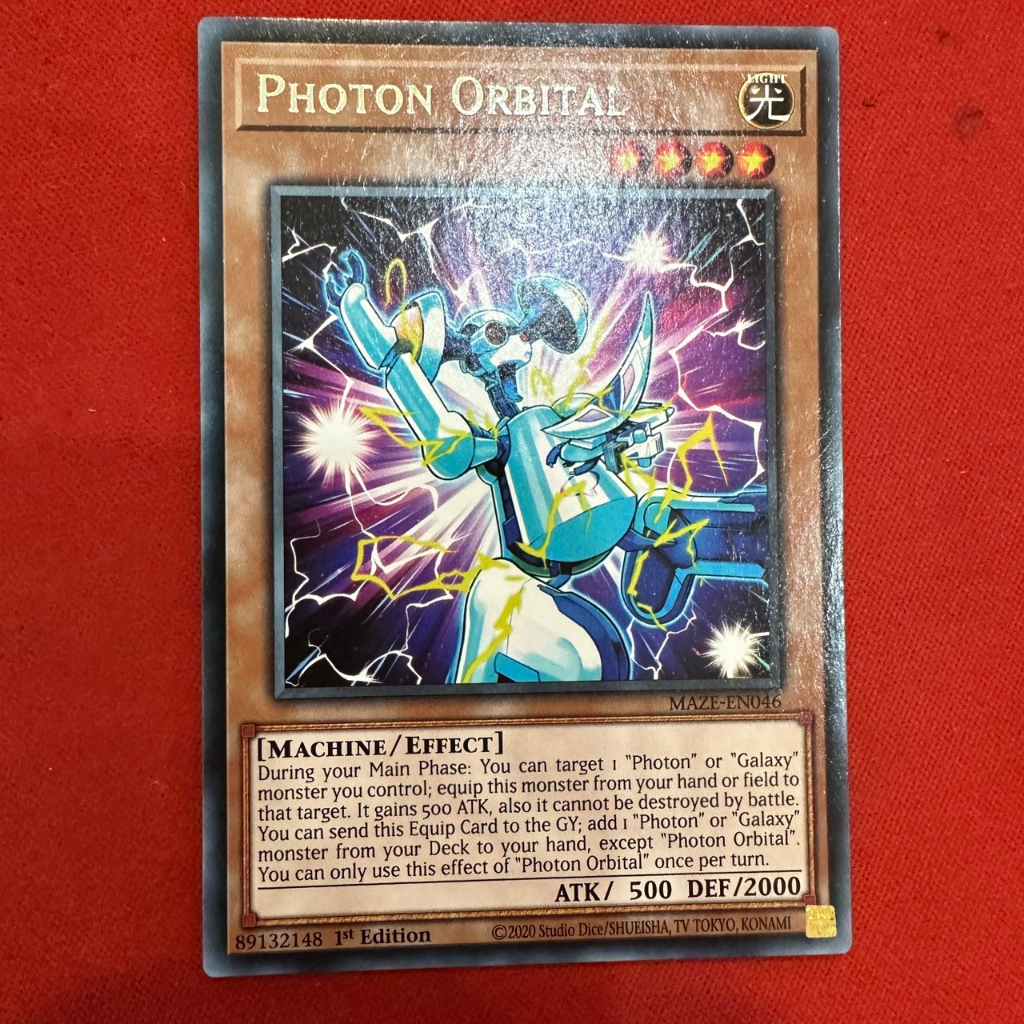 PHOTON ORBITAL
LIGHT
光
MAZE-EN046
[MACHINE/EFFECT]
During your Main Phase: You can target 1 "Photon" or "Galaxy"
monster you control; equip this monster from your hand or field to
that target. It gains 500 ATK, also it cannot be destroyed by battle.
You can send this Equip Card to the GY; add 1 "Photon" or "Galaxy"
monster from your Deck to your hand, except "Photon Orbital".
You can only use this effect of "Photon Orbital" once per turn.
ATK/ 500 DEF/2000
89132148 1st Edition ©2020 Studio Dice/SHUEISHA, TV TOKYO, KONAMI